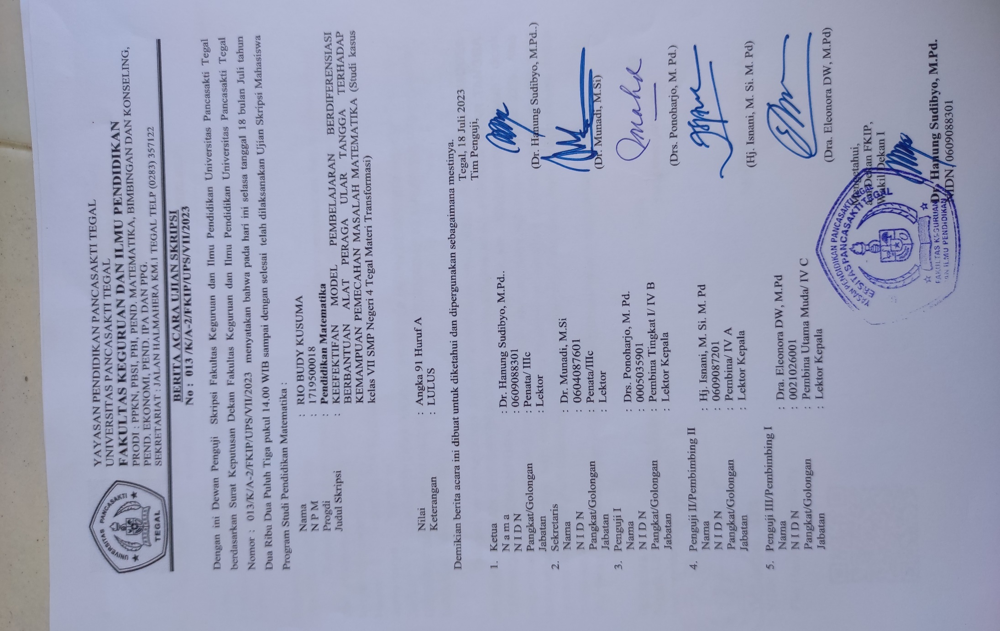 UNIVERSITAS PANCASAKTI
TEGAL
YAYASAN PENDIDIKAN PANCASAKTI TEGAL
UNIVERSITAS PANCASAKTI TEGAL
FAKULTAS KEGURUAN DAN ILMU PENDIDIKAN
PRODI : PPKN, PBSI, PBI, PEND. MATEMATIKA, BIMBINGAN DAN KONSELING,
PEND. EKONOMI, PEND. IPA DAN PPG.
SEKRETARIAT : JALAN HALMAHERA KM.1 TEGAL TELP (0283) 357122
BERITA ACARA UJIAN SKRIPSI
No : 013 /K/A-2/FKIP/UPS/VII/2023
Dengan ini Dewan Penguji Skripsi Fakultas Keguruan dan Ilmu Pendidikan Universitas Pancasakti Tegal
berdasarkan Surat Keputusan Dekan Fakultas Keguruan dan Ilmu Pendidikan Universitas Pancasakti Tegal
Nomor : 013/K/A-2/FKIP/UPS/VII/2023 menyatakan bahwa pada hari ini selasa tanggal 18 bulan Juli tahun
Dua Ribu Dua Puluh Tiga pukul 14.00 WIB sampai dengan selesai telah dilaksanakan Ujian Skripsi Mahasiswa
Program Studi Pendidikan Matematika :
Nama : RIO BUDY KUSUMA
N P M : 1719500018
Progdi : Pendidikan Matematika
Judul Skripsi : KEEFEKTIFAN MODEL PEMBELAJARAN BERDIFERENSIASI
BERBANTUAN ALAT PERAGA ULAR TANGGA TERHADAP
KEMAMPUAN PEMECAHAN MASALAH MATEMATIKA (Studi kasus
kelas VII SMP Negeri 4 Tegal Materi Transformasi)
Nilai : Angka 91 Huruf A
Keterangan : LULUS
Demikian berita acara ini dibuat untuk diketahui dan dipergunakan sebagaimana mestinya.
Tegal, 18 Juli 2023
Tim Penguji,
1. Ketua
N a m a : Dr. Hanung Sudibyo, M.Pd..
N I D N : 0609088301
Pangkat/Golongan : Penata/ IIIc
Jabatan : Lektor (Dr. Hanung Sudibyo, M.Pd..)
2. Sekretaris
Nama : Dr. Munadi, M.Si
N I D N : 0604087601
Pangkat/Golongan : Penata/IIIc
Jabatan : Lektor (Dr. Munadi, M.Si)
3. Penguji I
Nama : Drs. Ponoharjo, M. Pd.
N I D N : 0005035901
Pangkat/Golongan : Pembina Tingkat I/ IV B
Jabatan : Lektor Kepala (Drs. Ponoharjo, M. Pd.)
4. Penguji II/Pembimbing II
Nama : Hj. Isnani, M. Si. M. Pd
N I D N : 0609087201
Pangkat/Golongan : Pembina/ IV A
Jabatan : Lektor Kepala (Hj. Isnani, M. Si. M. Pd)
5. Penguji III/Pembimbing I
Nama : Dra. Eleonora DW, M.Pd
N I D N : 0021026001
Pangkat/Golongan : Pembina Utama Muda/ IV C
Jabatan : Lektor Kepala (Dra. Eleonora DW, M.Pd)
Mengetahui,
a.n Dekan FKIP,
Wakil Dekan I
Dr. Hanung Sudibyo, M.Pd.
NIDN 0609088301
YASAN PENDIDIKAN PANCASAKTI TEGAL
ERSITAS PANCASAKTI TEGAL
FAKULTAS KEGURUAN
AN ILMU PENDIDIKAN